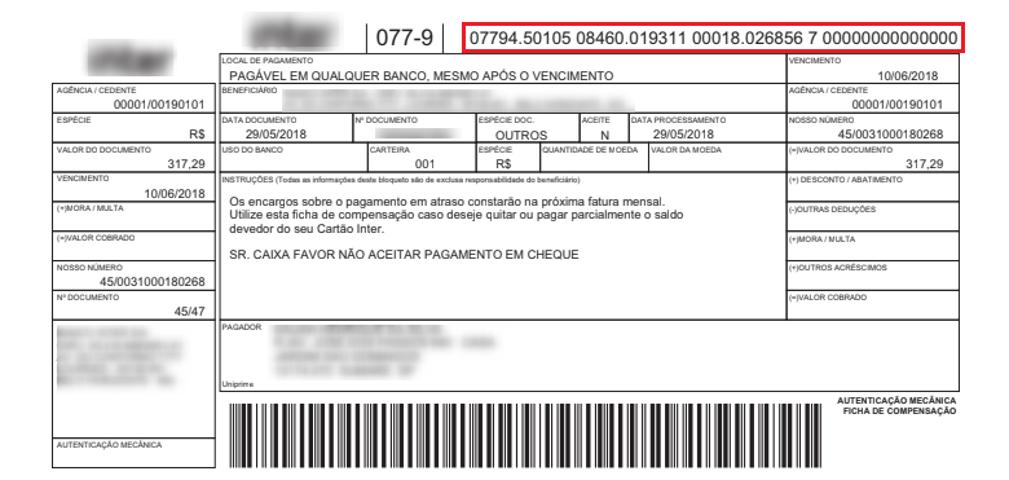 077-9
07794.50105 08460.019311 00018.026856 7 00000000000000
AGÊNCIA / CEDENTE
00001/00190101
ESPÉCIE
R$
VALOR DO DOCUMENTO
317,29
VENCIMENTO
10/06/2018
(+)MORA / MULTA
(=)VALOR COBRADO
NOSSO NÚMERO
45/0031000180268
Nº DOCUMENTO
45/47
AUTENTICAÇÃO MECÂNICA
LOCAL DE PAGAMENTO
PAGÁVEL EM QUALQUER BANCO, MESMO APÓS O VENCIMENTO
VENCIMENTO
10/06/2018
BENEFICIÁRIO
AGÊNCIA / CEDENTE
00001/00190101
DATA DOCUMENTO
29/05/2018
Nº DOCUMENTO
ESPÉCIE DOC.
OUTROS
ACEITE
N
DATA PROCESSAMENTO
29/05/2018
NOSSO NÚMERO
45/0031000180268
USO DO BANCO
CARTEIRA
001
ESPÉCIE
R$
QUANTIDADE DE MOEDA
VALOR DA MOEDA
(=)VALOR DO DOCUMENTO
317,29
INSTRUÇÕES (Todas as informações deste bloqueto são de exclusa responsabilidade do beneficiário)
Os encargos sobre o pagamento em atraso constarão na próxima fatura mensal.
Utilize esta ficha de compensação caso deseje quitar ou pagar parcialmente o saldo
devedor do seu Cartão Inter.
SR. CAIXA FAVOR NÃO ACEITAR PAGAMENTO EM CHEQUE
(+) DESCONTO / ABATIMENTO
(-)OUTRAS DEDUÇÕES
(+)MORA / MULTA
(+)OUTROS ACRÉSCIMOS
(=)VALOR COBRADO
PAGADOR
Uniprime
AUTENTICAÇÃO MECÂNICA
FICHA DE COMPENSAÇÃO